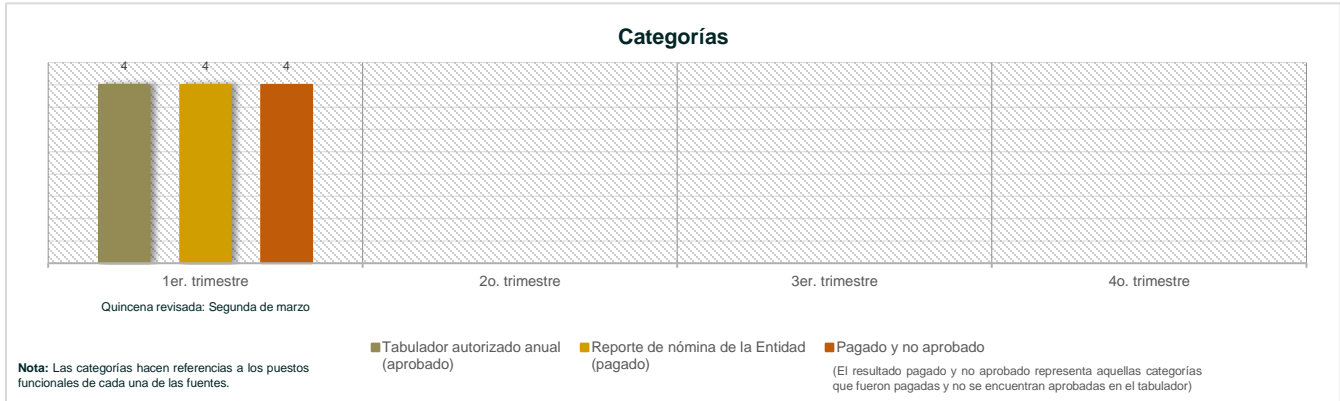 Categorías
4 4 4
1er. trimestre 2o. trimestre 3er. trimestre 4o. trimestre
Quincena revisada: Segunda de marzo
Tabulador autorizado anual
(aprobado)
Reporte de nómina de la Entidad
(pagado)
Pagado y no aprobado
(El resultado pagado y no aprobado representa aquellas categorías
que fueron pagadas y no se encuentran aprobadas en el tabulador)
Nota: Las categorías hacen referencias a los puestos
funcionales de cada una de las fuentes.